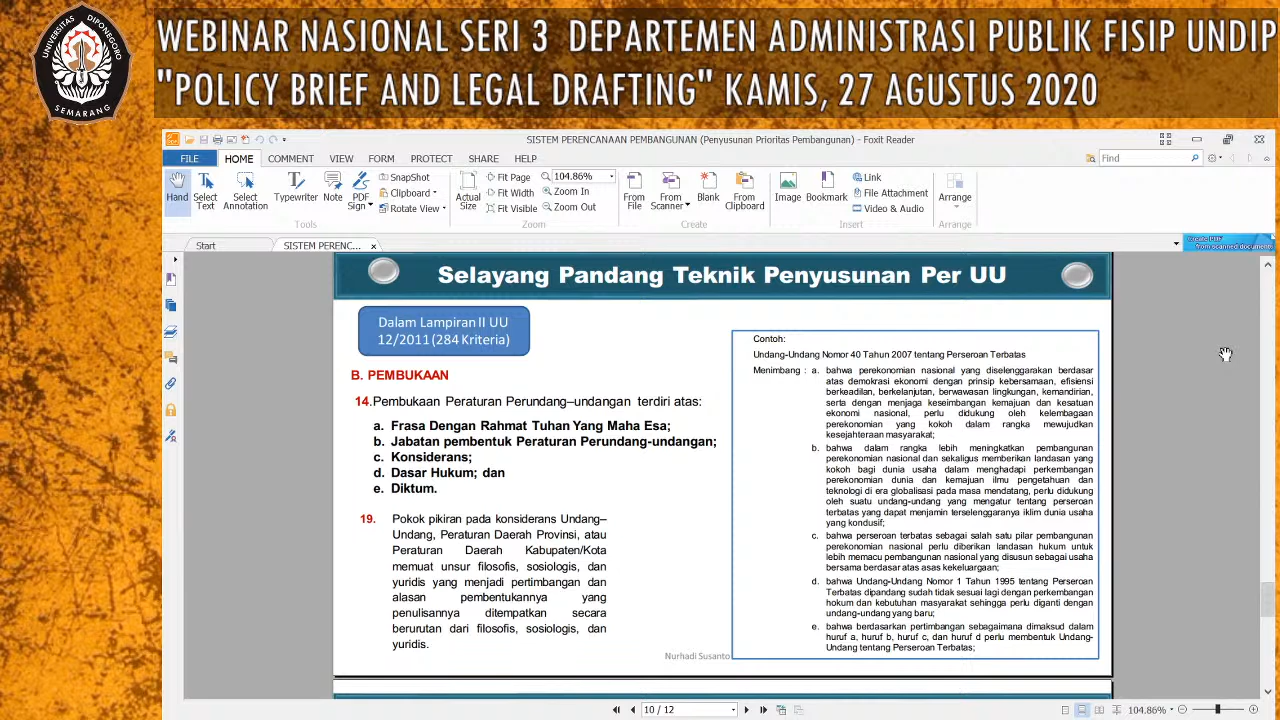 WEBINAR NASIONAL SERI 3 DEPARTEMEN ADMINISTRASI PUBLIK FISIP UNDIP
"POLICY BRIEF AND LEGAL DRAFTING" KAMIS, 27 AGUSTUS 2020
UNIVERSITAS DIPONEGORO
SEMARANG
SISTEM PERENCANAAN PEMBANGUNAN (Penyusunan Prioritas Pembangunan) - Foxit Reader
FILE HOME COMMENT VIEW FORM PROTECT SHARE HELP
Find
Hand
Select Text
Select Annotation
Typewriter
Note
PDF Sign
SnapShot
Clipboard
Rotate View
Tools
Actual Size
Fit Page
Fit Width
Fit Visible
104.86%
Zoom In
Zoom Out
Zoom
From File
From Scanner
Blank
From Clipboard
Create
Image
Bookmark
Link
File Attachment
Video & Audio
Insert
Arrange
Arrange
Start
SISTEM PERENC...
Create PDF
from scanned document
Selayang Pandang Teknik Penyusunan Per UU
Dalam Lampiran II UU
12/2011 (284 Kriteria)
B. PEMBUKAAN
14.Pembukaan Peraturan Perundang–undangan terdiri atas:
a. Frasa Dengan Rahmat Tuhan Yang Maha Esa;
b. Jabatan pembentuk Peraturan Perundang-undangan;
c. Konsiderans;
d. Dasar Hukum; dan
e. Diktum.
19. Pokok pikiran pada konsiderans Undang–
Undang, Peraturan Daerah Provinsi, atau
Peraturan Daerah Kabupaten/Kota
memuat unsur filosofis, sosiologis, dan
yuridis yang menjadi pertimbangan dan
alasan pembentukannya yang
penulisannya ditempatkan secara
berurutan dari filosofis, sosiologis, dan
yuridis.
Contoh:
Undang-Undang Nomor 40 Tahun 2007 tentang Perseroan Terbatas
Menimbang : a. bahwa perekonomian nasional yang diselenggarakan berdasar
atas demokrasi ekonomi dengan prinsip kebersamaan, efisiensi
berkeadilan, berkelanjutan, berwawasan lingkungan, kemandirian,
serta dengan menjaga keseimbangan kemajuan dan kesatuan
ekonomi nasional, perlu didukung oleh kelembagaan
perekonomian yang kokoh dalam rangka mewujudkan
kesejahteraan masyarakat;
b. bahwa dalam rangka lebih meningkatkan pembangunan
perekonomian nasional dan sekaligus memberikan landasan yang
kokoh bagi dunia usaha dalam menghadapi perkembangan
perekonomian dunia dan kemajuan ilmu pengetahuan dan
teknologi di era globalisasi pada masa mendatang, perlu didukung
oleh suatu undang-undang yang mengatur tentang perseroan
terbatas yang dapat menjamin terselenggaranya iklim dunia usaha
yang kondusif;
c. bahwa perseroan terbatas sebagai salah satu pilar pembangunan
perekonomian nasional perlu diberikan landasan hukum untuk
lebih memacu pembangunan nasional yang disusun sebagai usaha
bersama berdasar atas asas kekeluargaan;
d. bahwa Undang-Undang Nomor 1 Tahun 1995 tentang Perseroan
Terbatas dipandang sudah tidak sesuai lagi dengan perkembangan
hokum dan kebutuhan masyarakat sehingga perlu diganti dengan
undang-undang yang baru;
e. bahwa berdasarkan pertimbangan sebagaimana dimaksud dalam
huruf a, huruf b, huruf c, dan huruf d perlu membentuk Undang-
Undang tentang Perseroan Terbatas;
Nurhadi Susanto
10 / 12
104.86%